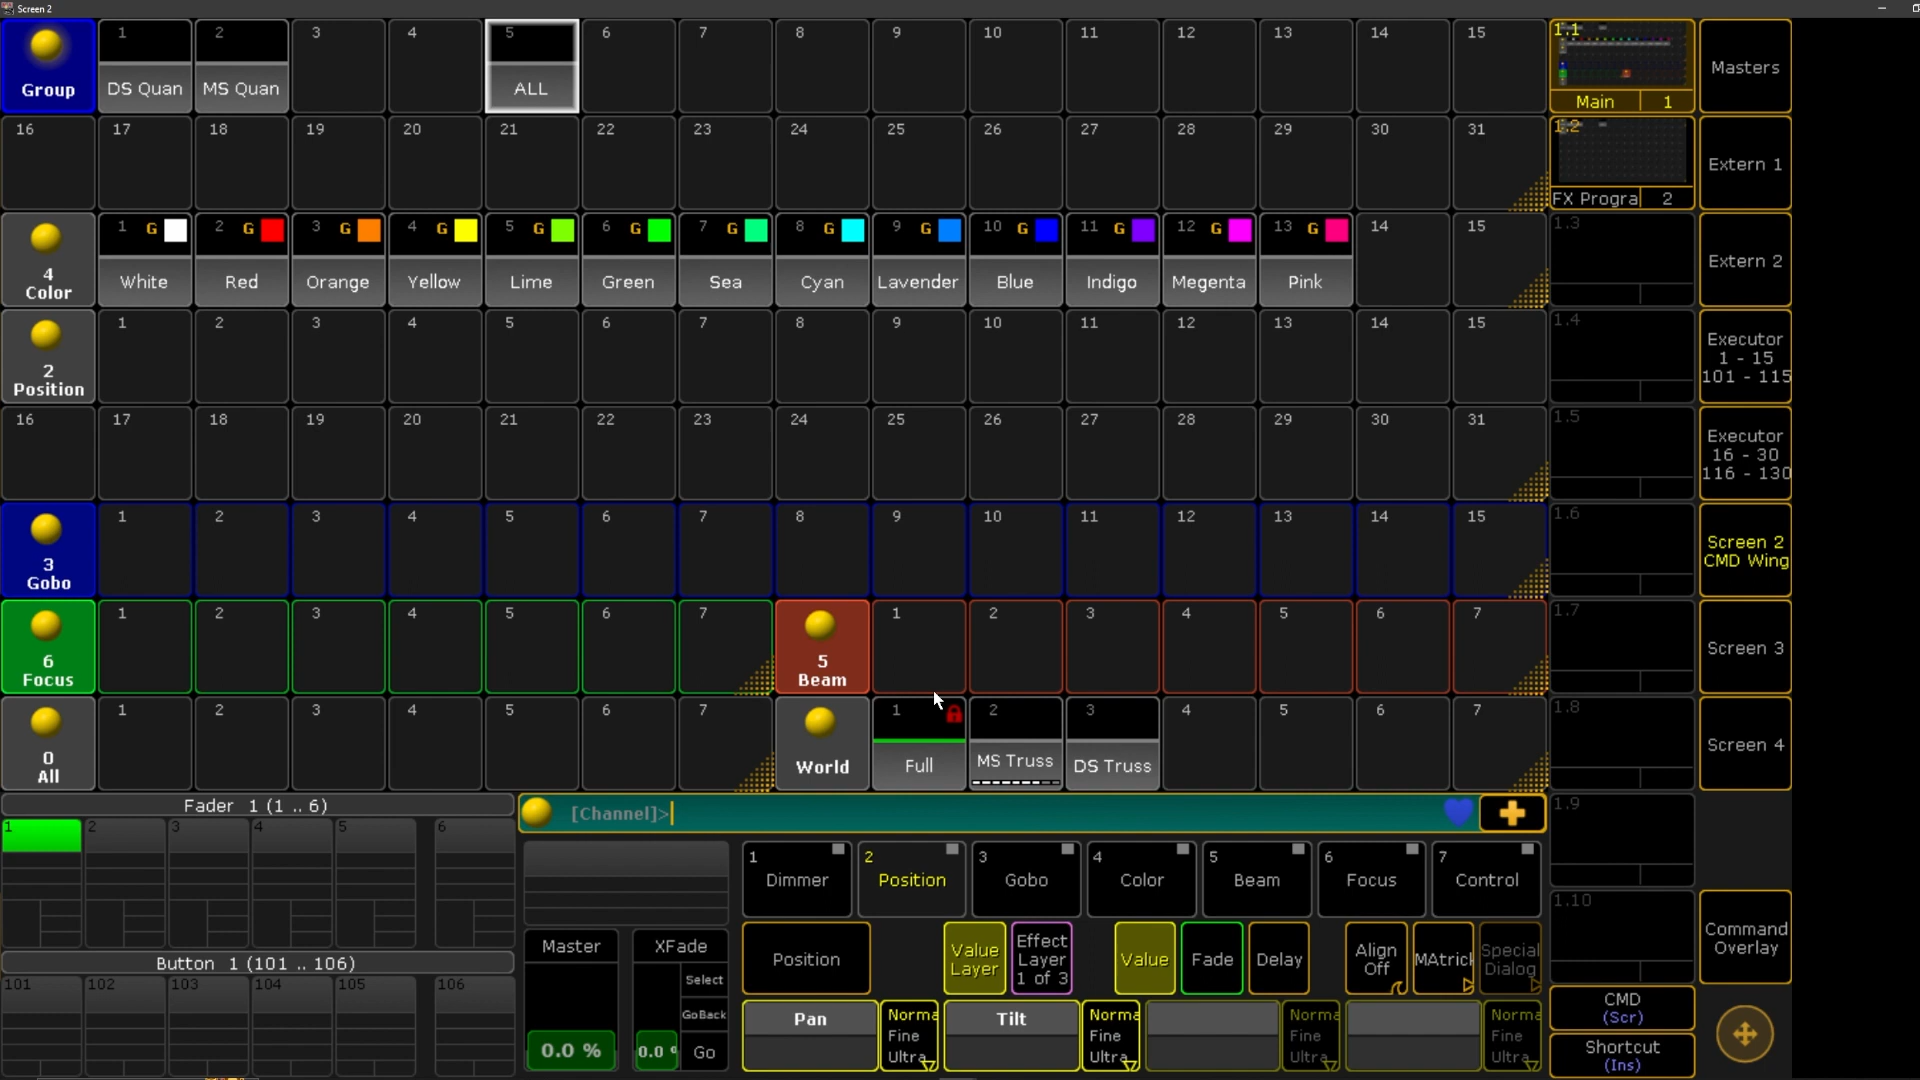 Screen 2
Group
1 2 3 4 5 6 7 8 9 10 11 12 13 14 15
DS Quan MS Quan ALL
1.1
Main 1
Masters
16 17 18 19 20 21 22 23 24 25 26 27 28 29 30 31
1.2
FX Progra 2
Extern 1
4
Color
1 G 2 G 3 G 4 G 5 G 6 G 7 G 8 G 9 G 10 G 11 G 12 G 13 G 14 15
White Red Orange Yellow Lime Green Sea Cyan Lavender Blue Indigo Megenta Pink
1.3
Extern 2
2
Position
1 2 3 4 5 6 7 8 9 10 11 12 13 14 15
1.4
Executor
1 - 15
101 - 115
16 17 18 19 20 21 22 23 24 25 26 27 28 29 30 31
1.5
Executor
16 - 30
116 - 130
3
Gobo
1 2 3 4 5 6 7 8 9 10 11 12 13 14 15
1.6
Screen 2
CMD Wing
6
Focus
1 2 3 4 5 6 7
5
Beam
1 2 3 4 5 6 7
1.7
Screen 3
0
All
1 2 3 4 5 6 7
World
1 2 3 4 5 6 7
Full MS Truss DS Truss
1.8
Screen 4
Fader 1 (1 .. 6)
1 2 3 4 5 6
[Channel]>
1.9
Button 1 (101 .. 106)
101 102 103 104 105 106
Master
0.0 %
XFade
Select
GoBack
0.0
Go
1 Dimmer
2 Position
3 Gobo
4 Color
5 Beam
6 Focus
7 Control
1.10
Command
Overlay
Position
Value
Layer
Effect
Layer
1 of 3
Value
Fade
Delay
Align
Off
MAtrick
Special
Dialog
Pan
Norma
Fine
Ultra
Tilt
Norma
Fine
Ultra
Norma
Fine
Ultra
Norma
Fine
Ultra
CMD
(Scr)
Shortcut
(Ins)